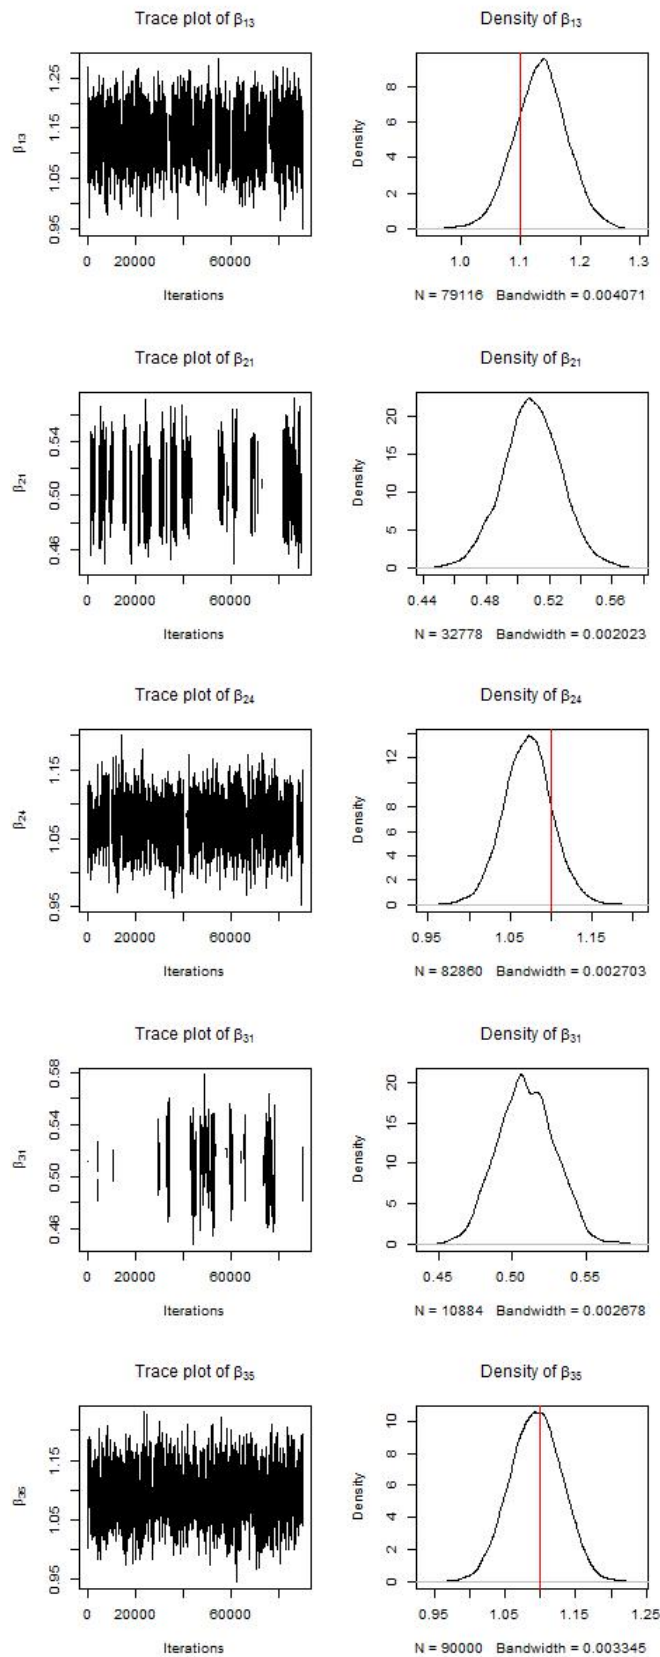 Trace plot of β13
Density of β13
β13
0.95 1.05 1.15 1.25
0 20000 60000
Iterations
Density
0 2 4 6 8
1.0 1.1 1.2 1.3
N = 79116 Bandwidth = 0.004071
Trace plot of β21
Density of β21
β21
0.46 0.50 0.54
0 20000 60000
Iterations
Density
0 5 10 15 20
0.44 0.48 0.52 0.56
N = 32778 Bandwidth = 0.002023
Trace plot of β24
Density of β24
β24
0.95 1.05 1.15
0 20000 60000
Iterations
Density
0 2 4 6 8 12
0.95 1.05 1.15
N = 82860 Bandwidth = 0.002703
Trace plot of β31
Density of β31
β31
0.46 0.50 0.54 0.58
0 20000 60000
Iterations
Density
0 5 10 15 20
0.45 0.50 0.55
N = 10884 Bandwidth = 0.002678
Trace plot of β35
Density of β35
β35
0.95 1.05 1.15
0 20000 60000
Iterations
Density
0 2 4 6 8 10
0.95 1.05 1.15 1.25
N = 90000 Bandwidth = 0.003345